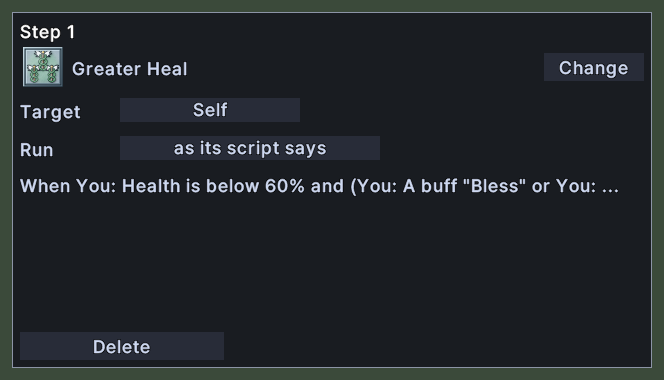 Step 1
Greater Heal
Change
Target
Self
Run
as its script says
When You: Health is below 60% and (You: A buff "Bless" or You: ...
Delete